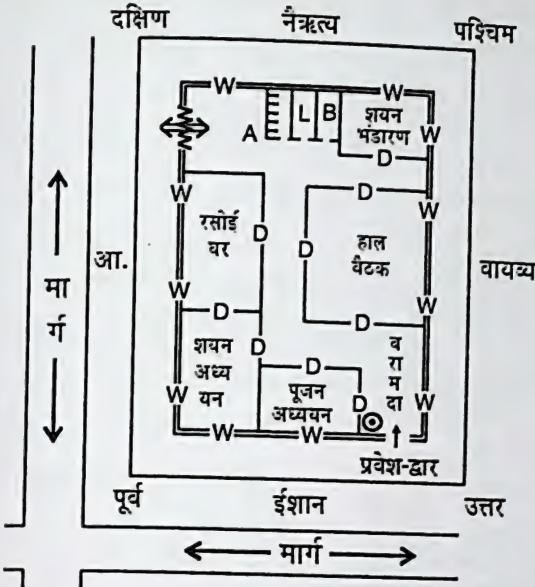 दक्षिण नैऋत्य पश्चिम
W W
A L B शयन
भंडारण
W
D
W D W
रसोई
घर
D D हाल
बैठक
आ. वायव्य
मा
र्ग
W W
D D
शयन
अध्य
यन
D D
पूजन
अध्ययन
D
व
रा
म
दा
W W
W W
प्रवेश-द्वार
पूर्व ईशान उत्तर
मार्ग